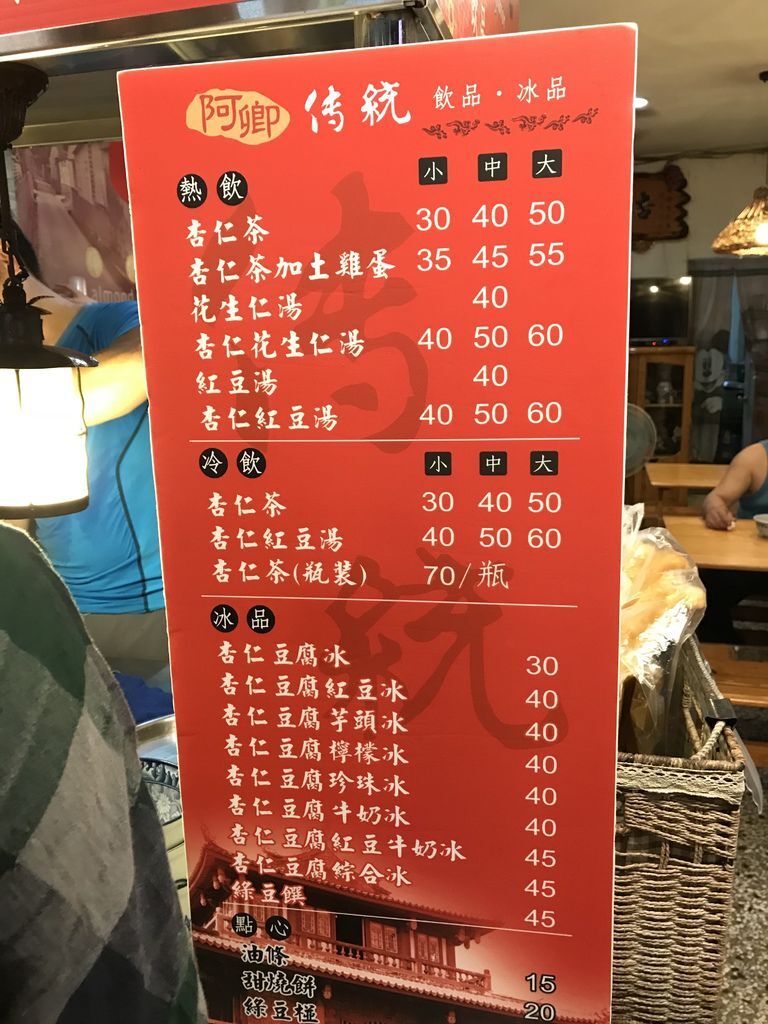 阿卿 传統 飲品·冰品
熱飲 小 中 大
杏仁茶 30 40 50
杏仁茶加土雞蛋 35 45 55
花生仁湯 40
杏仁花生仁湯 40 50 60
紅豆湯 40
杏仁紅豆湯 40 50 60
冷飲 小 中 大
杏仁茶 30 40 50
杏仁紅豆湯 40 50 60
杏仁茶(瓶裝) 70/瓶
冰品
杏仁豆腐冰 30
杏仁豆腐紅豆冰 40
杏仁豆腐芋頭冰 40
杏仁豆腐檸檬冰 40
杏仁豆腐珍珠冰 40
杏仁豆腐牛奶冰 40
杏仁豆腐紅豆牛奶冰 45
杏仁豆腐綜合冰 45
綠豆饌 45
點心
油條 15
甜燒餅 20
綠豆椪
传統